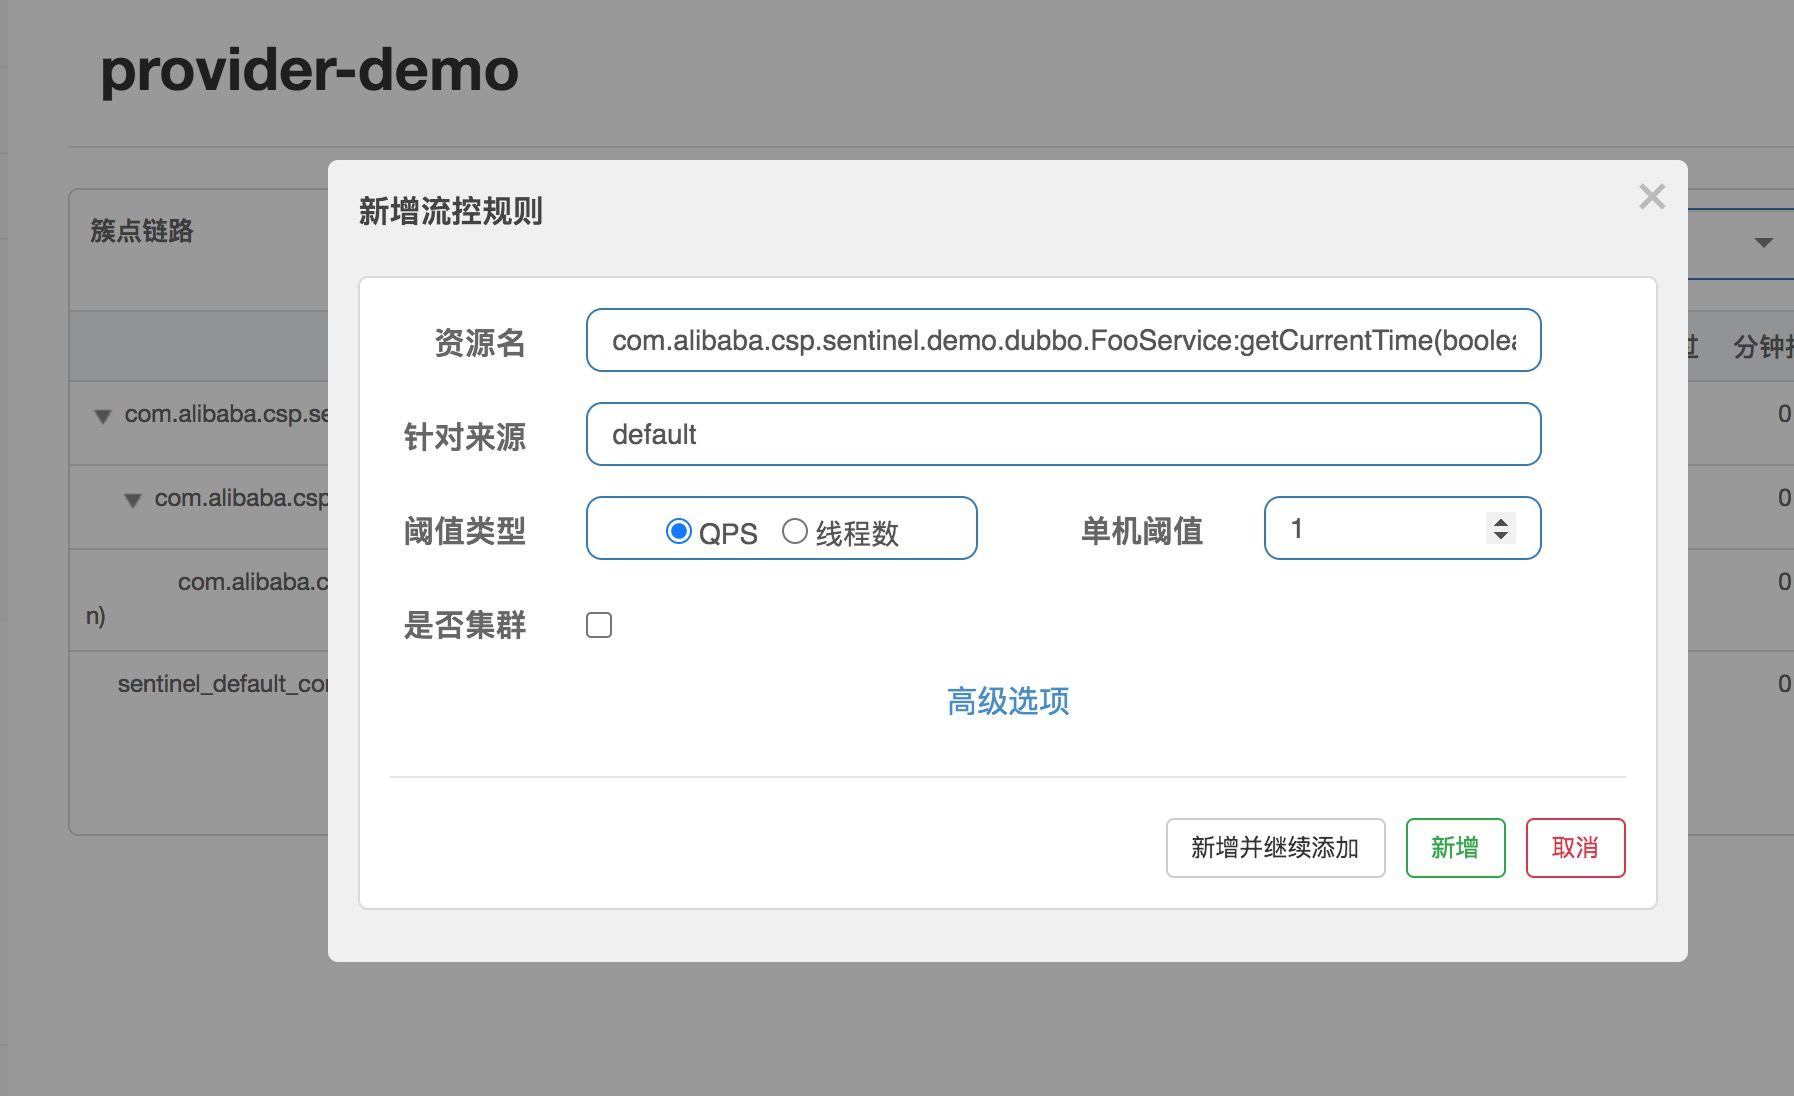 provider-demo
簇点链路
新增流控规则
资源名
com.alibaba.csp.sentinel.demo.dubbo.FooService:getCurrentTime(boolea
针对来源
default
阈值类型
QPS 线程数
单机阈值
1
是否集群
高级选项
新增并继续添加
新增
取消
com.alibaba.csp.se
com.alibaba.csp
com.alibaba.c
n)
sentinel_default_con
过 分钟
0
0
0
0